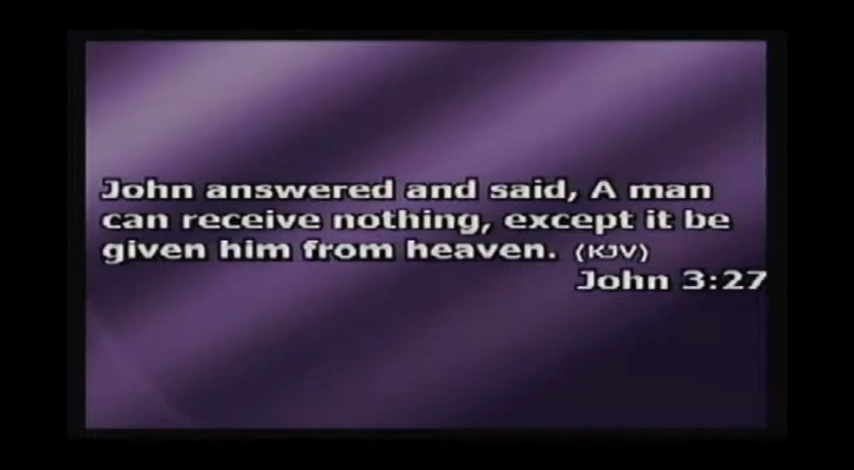 John answered and said, A man
can receive nothing, except it be
given him from heaven. (KJV)
John 3:27